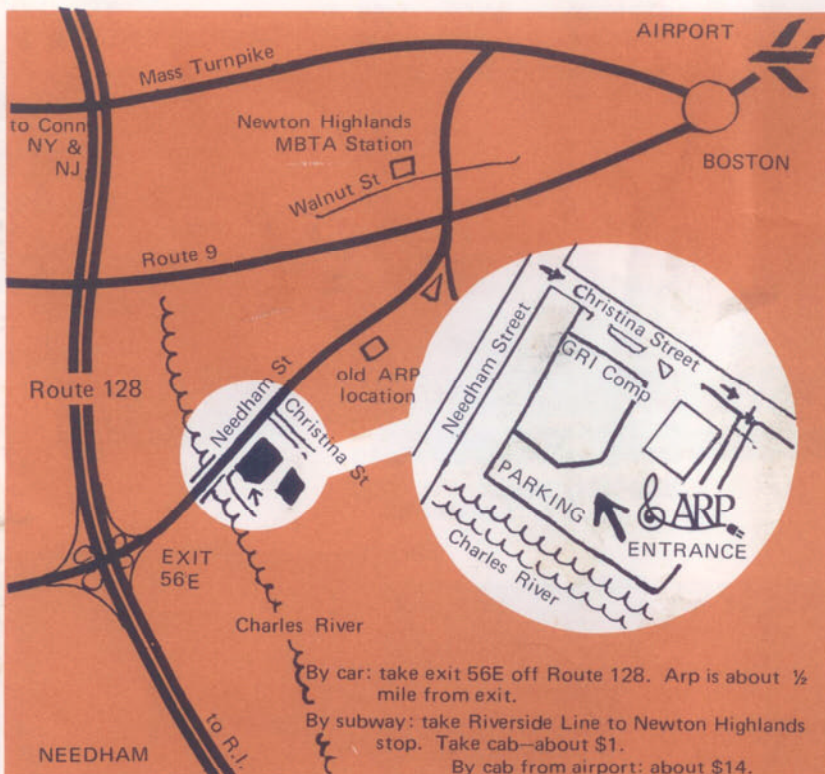 AIRPORT
Mass Turnpike
to Conn
NY &
NJ
Newton Highlands
MBTA Station
BOSTON
Walnut St
Route 9
Christina Street
Needham Street
GRI Comp
old ARP
location
Route 128
Needham St
Christina St
PARKING
ARP
ENTRANCE
Charles River
EXIT
56E
Charles River
By car: take exit 56E off Route 128. Arp is about ½
mile from exit.
By subway: take Riverside Line to Newton Highlands
stop. Take cab—about $1.
By cab from airport: about $14.
to R.I.
NEEDHAM